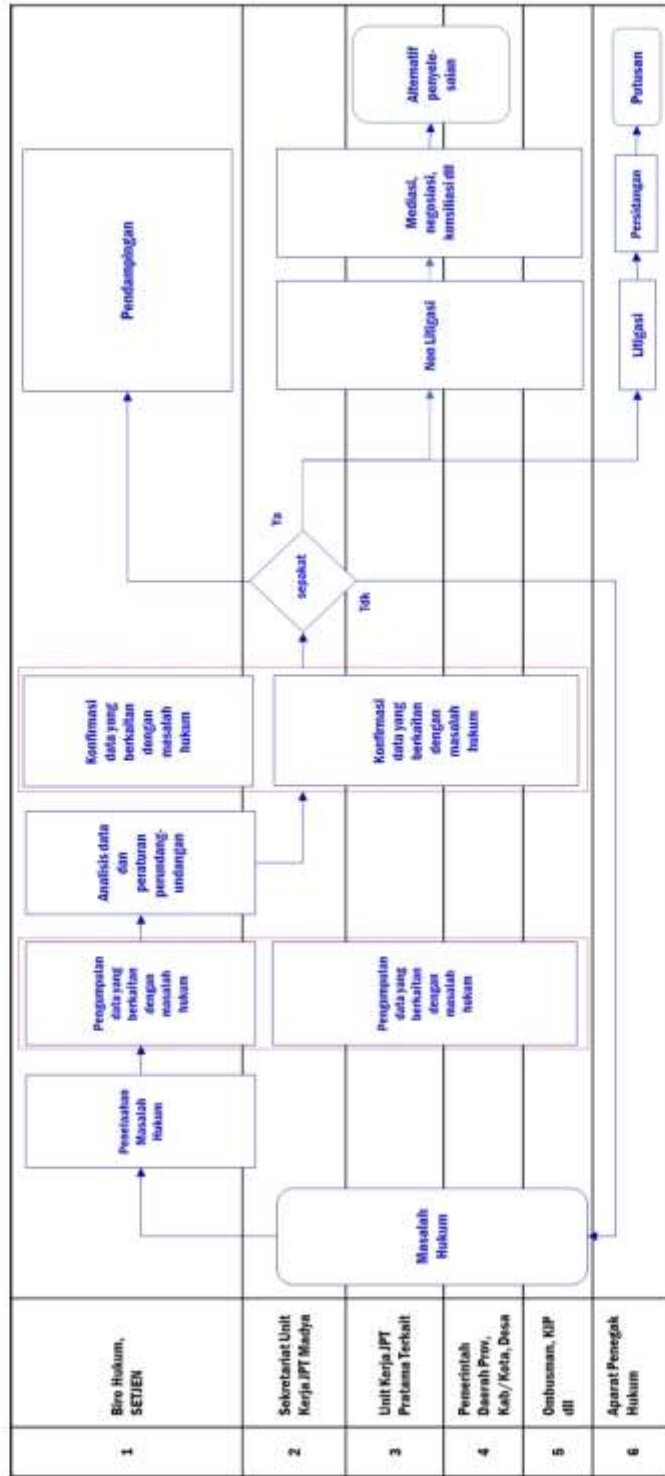 1
Biro Hukum,
SETJEN
2
Sekretariat Unit
Kerja JPT Madya
3
Unit Kerja JPT
Pratama Terkait
4
Pemerintah
Daerah Prov,
Kab/Kota, Desa
5
Ombusman, KIP
dll
6
Aparat Penegak
Hukum
Masalah
Hukum
Penelaahan
Masalah
Hukum
Pengumpulan
data yang
berkaitan
dengan
masalah
hukum
Pengumpulan
data yang
berkaitan
dengan
masalah
hukum
Analisis data
dan
peraturan
perundang-
undangan
Konfirmasi
data yang
berkaitan
dengan
masalah
hukum
Konfirmasi
data yang
berkaitan
dengan
masalah
hukum
sepakat
Ya
Tdk
Pendampingan
Non Litigasi
Mediasi,
negosiasi,
konsiliasi dll
Alternatif
penyele-
saian
Litigasi
Persidangan
Putusan